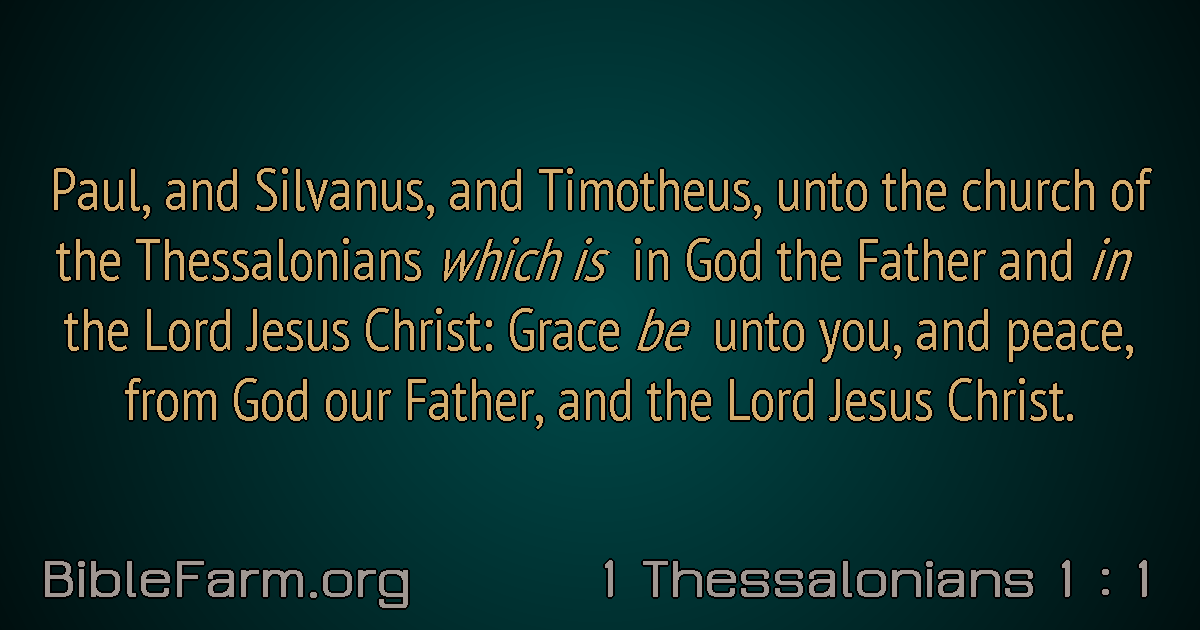 Paul, and Silvanus, and Timotheus, unto the church of
the Thessalonians which is in God the Father and in
the Lord Jesus Christ: Grace be unto you, and peace,
from God our Father, and the Lord Jesus Christ.
BibleFarm.org
1 Thessalonians 1 : 1